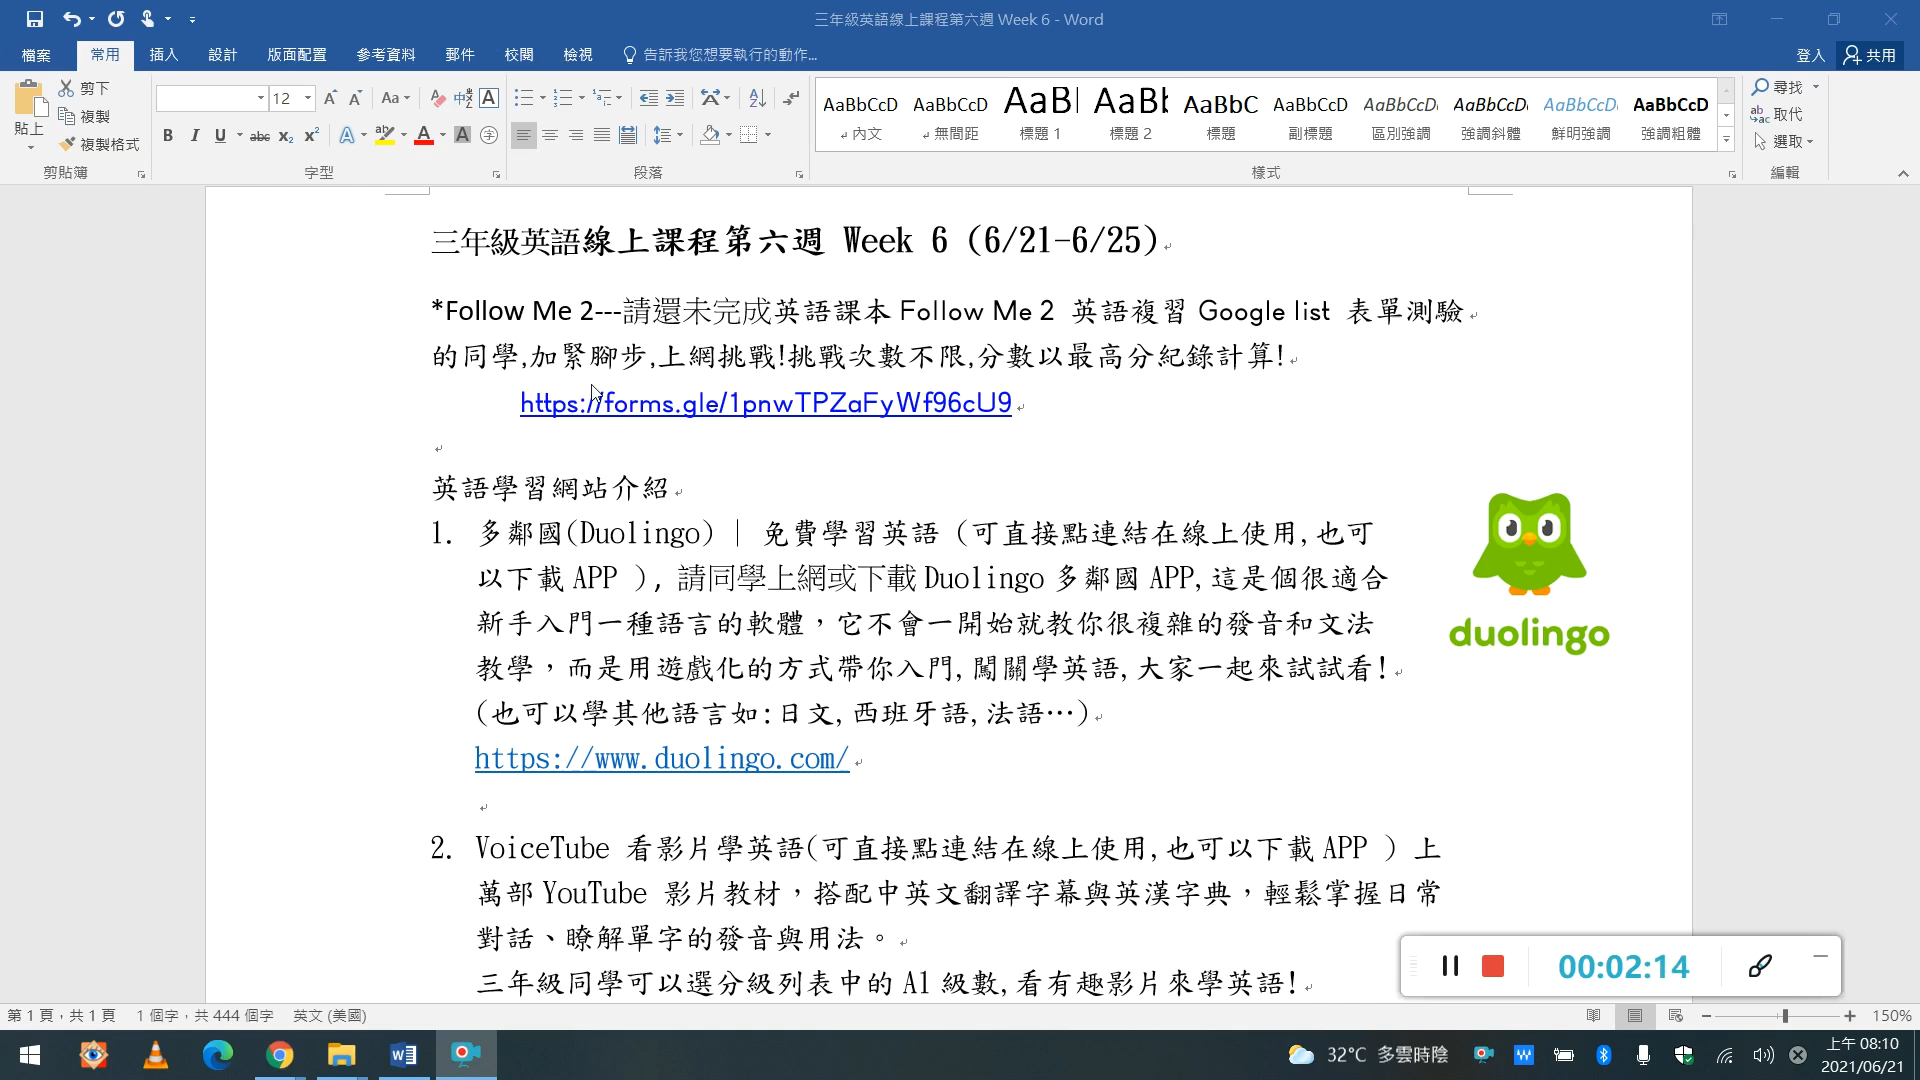 三年級英語線上課程第六週 Week 6 - Word
檔案 常用 插入 設計 版面配置 參考資料 郵件 校閱 檢視 告訴我您想要執行的動作... 登入 共用
貼上 剪下 複製 複製格式
12
AaBbCcD AaBbCcD AaBl AaBb AaBbC AaBbCcD AaBbCcD AaBbCcD AaBbCcD AaBbCcD
內文 無間距 標題 1 標題 2 標題 副標題 區別強調 強調斜體 鮮明強調 強調粗體
尋找 取代 選取
剪貼簿 字型 段落 樣式 編輯
三年級英語線上課程第六週 Week 6 (6/21-6/25)
*Follow Me 2---請還未完成英語課本 Follow Me 2 英語複習 Google list 表單測驗
的同學,加緊腳步,上網挑戰!挑戰次數不限,分數以最高分紀錄計算!
https://forms.gle/1pnwTPZaFyWf96cU9
英語學習網站介紹
1. 多鄰國(Duolingo)| 免費學習英語 (可直接點連結在線上使用,也可
以下載 APP ), 請同學上網或下載 Duolingo 多鄰國 APP,這是個很適合
新手入門一種語言的軟體，它不會一開始就教你很複雜的發音和文法
教學，而是用遊戲化的方式帶你入門,闖關學英語,大家一起來試試看!
(也可以學其他語言如:日文,西班牙語,法語…)
https://www.duolingo.com/
duolingo
2. VoiceTube 看影片學英語(可直接點連結在線上使用,也可以下載 APP ) 上
萬部 YouTube 影片教材，搭配中英文翻譯字幕與英漢字典，輕鬆掌握日常
對話、瞭解單字的發音與用法。
三年級同學可以選分級列表中的 A1 級數,看有趣影片來學英語!
00:02:14
第 1 頁，共 1 頁 1 個字，共 444 個字 英文 (美國) 150%
32°C 多雲時陰 上午 08:10
2021/06/21